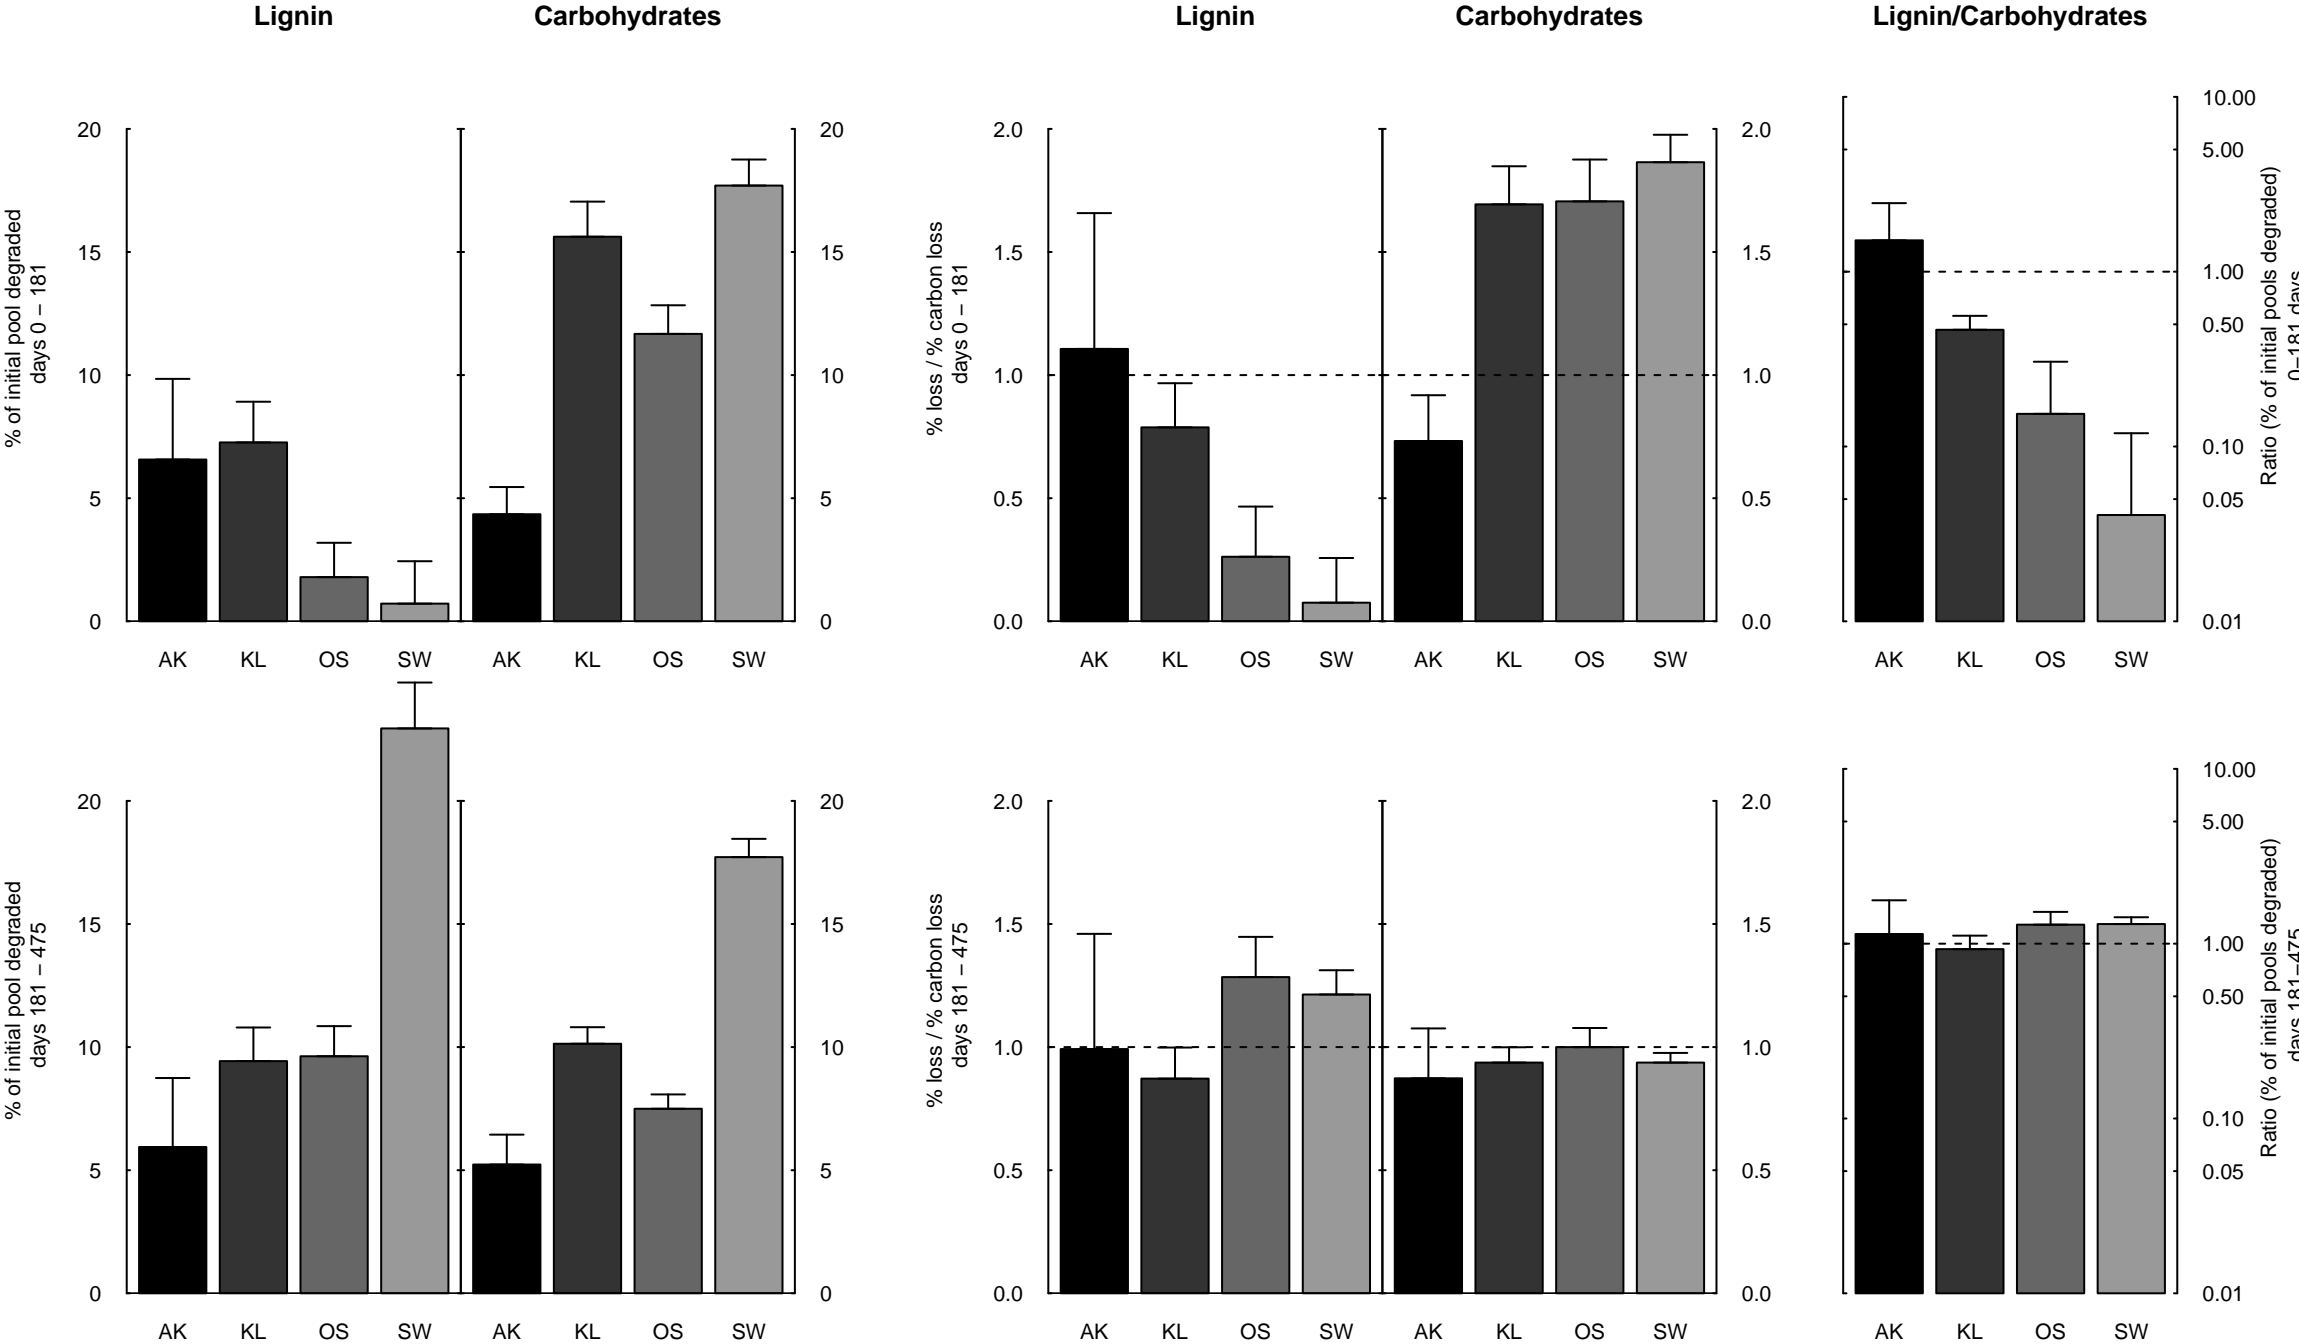 Lignin Carbohydrates Lignin Carbohydrates Lignin/Carbohydrates
% of initial pool degraded
days 0 – 181
20
15
10
5
0
20
15
10
5
0
AK KL OS SW AK KL OS SW
% loss / % carbon loss
days 0 – 181
2.0
1.5
1.0
0.5
0.0
2.0
1.5
1.0
0.5
0.0
AK KL OS SW AK KL OS SW
10.00
5.00
1.00
0.50
0.10
0.05
0.01
Ratio (% of initial pools degraded)
0–181 days
AK KL OS SW
% of initial pool degraded
days 181 – 475
20
15
10
5
0
20
15
10
5
0
AK KL OS SW AK KL OS SW
% loss / % carbon loss
days 181 – 475
2.0
1.5
1.0
0.5
0.0
2.0
1.5
1.0
0.5
0.0
AK KL OS SW AK KL OS SW
10.00
5.00
1.00
0.50
0.10
0.05
0.01
Ratio (% of initial pools degraded)
days 181–475
AK KL OS SW